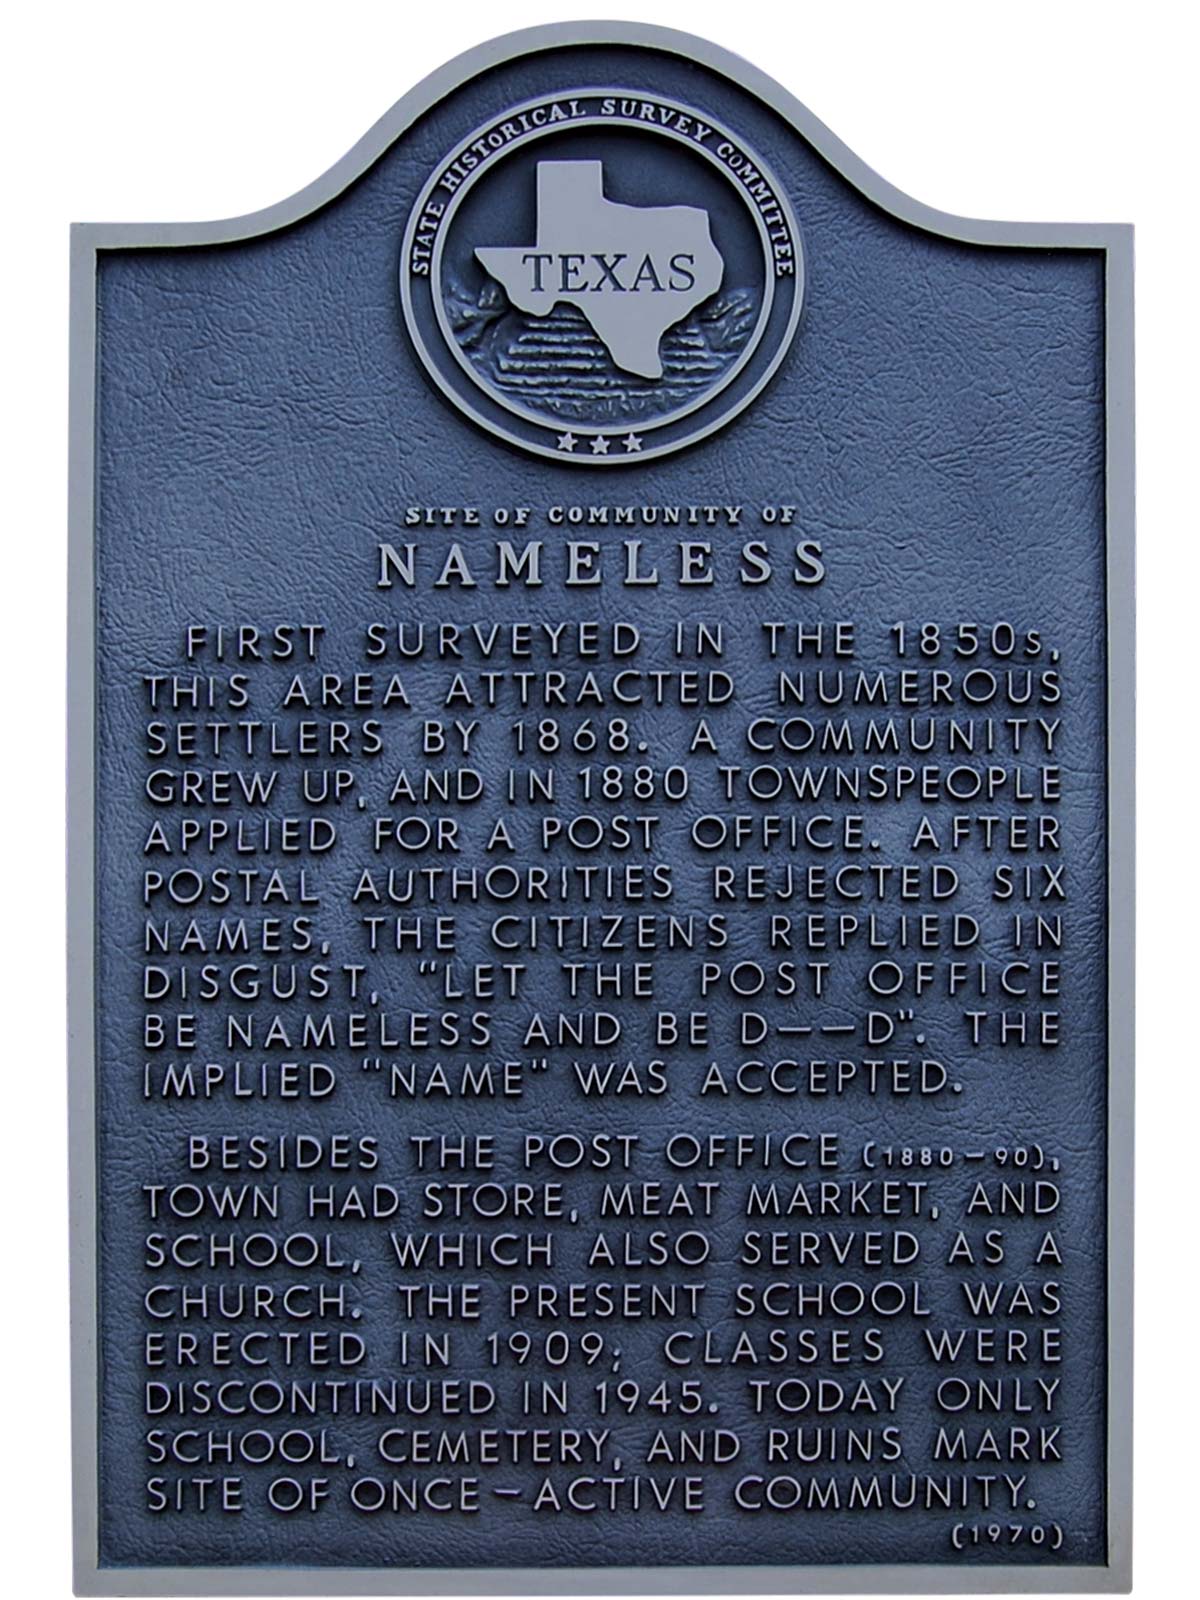 STATE HISTORICAL SURVEY COMMITTEE
TEXAS
SITE OF COMMUNITY OF
NAMELESS
FIRST SURVEYED IN THE 1850s,
THIS AREA ATTRACTED NUMEROUS
SETTLERS BY 1868. A COMMUNITY
GREW UP, AND IN 1880 TOWNSPEOPLE
APPLIED FOR A POST OFFICE. AFTER
POSTAL AUTHORITIES REJECTED SIX
NAMES, THE CITIZENS REPLIED IN
DISGUST, "LET THE POST OFFICE
BE NAMELESS AND BE D——D". THE
IMPLIED "NAME" WAS ACCEPTED.
BESIDES THE POST OFFICE (1880-90),
TOWN HAD STORE, MEAT MARKET, AND
SCHOOL, WHICH ALSO SERVED AS A
CHURCH. THE PRESENT SCHOOL WAS
ERECTED IN 1909; CLASSES WERE
DISCONTINUED IN 1945. TODAY ONLY
SCHOOL, CEMETERY, AND RUINS MARK
SITE OF ONCE-ACTIVE COMMUNITY.
(1970)